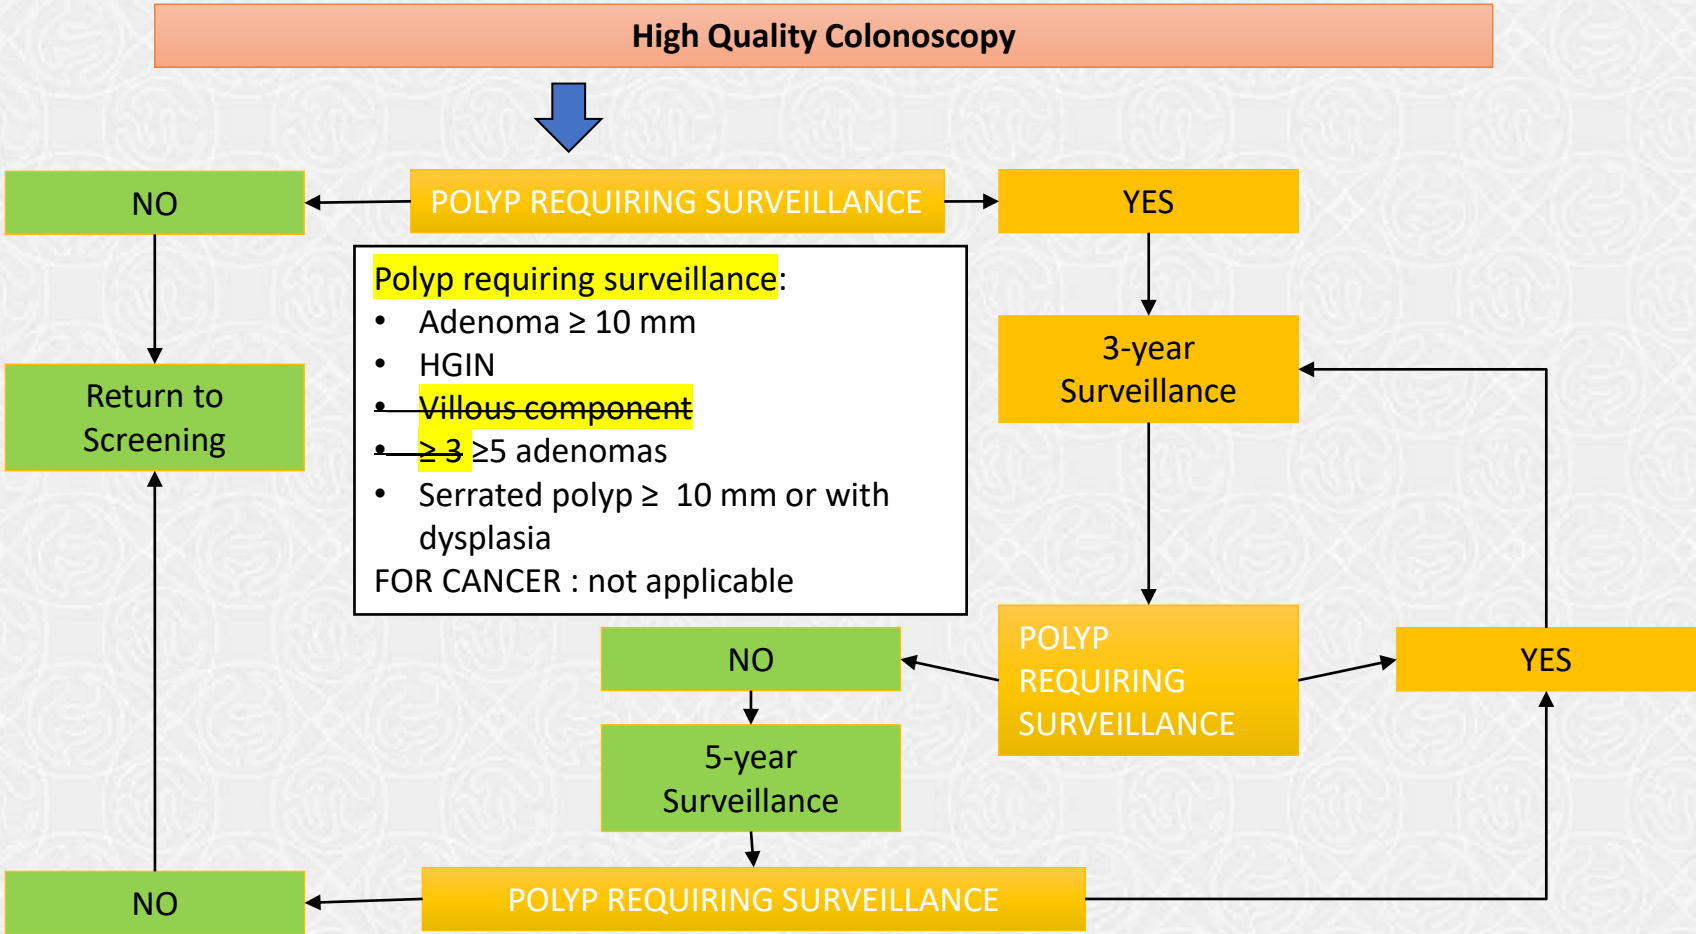 High Quality Colonoscopy
NO
POLYP REQUIRING SURVEILLANCE
YES
Polyp requiring surveillance:
• Adenoma ≥ 10 mm
• HGIN
• Villous component
• ≥ 3 ≥5 adenomas
• Serrated polyp ≥ 10 mm or with
dysplasia
FOR CANCER : not applicable
3-year
Surveillance
Return to
Screening
POLYP
REQUIRING
SURVEILLANCE
NO
YES
5-year
Surveillance
NO
POLYP REQUIRING SURVEILLANCE